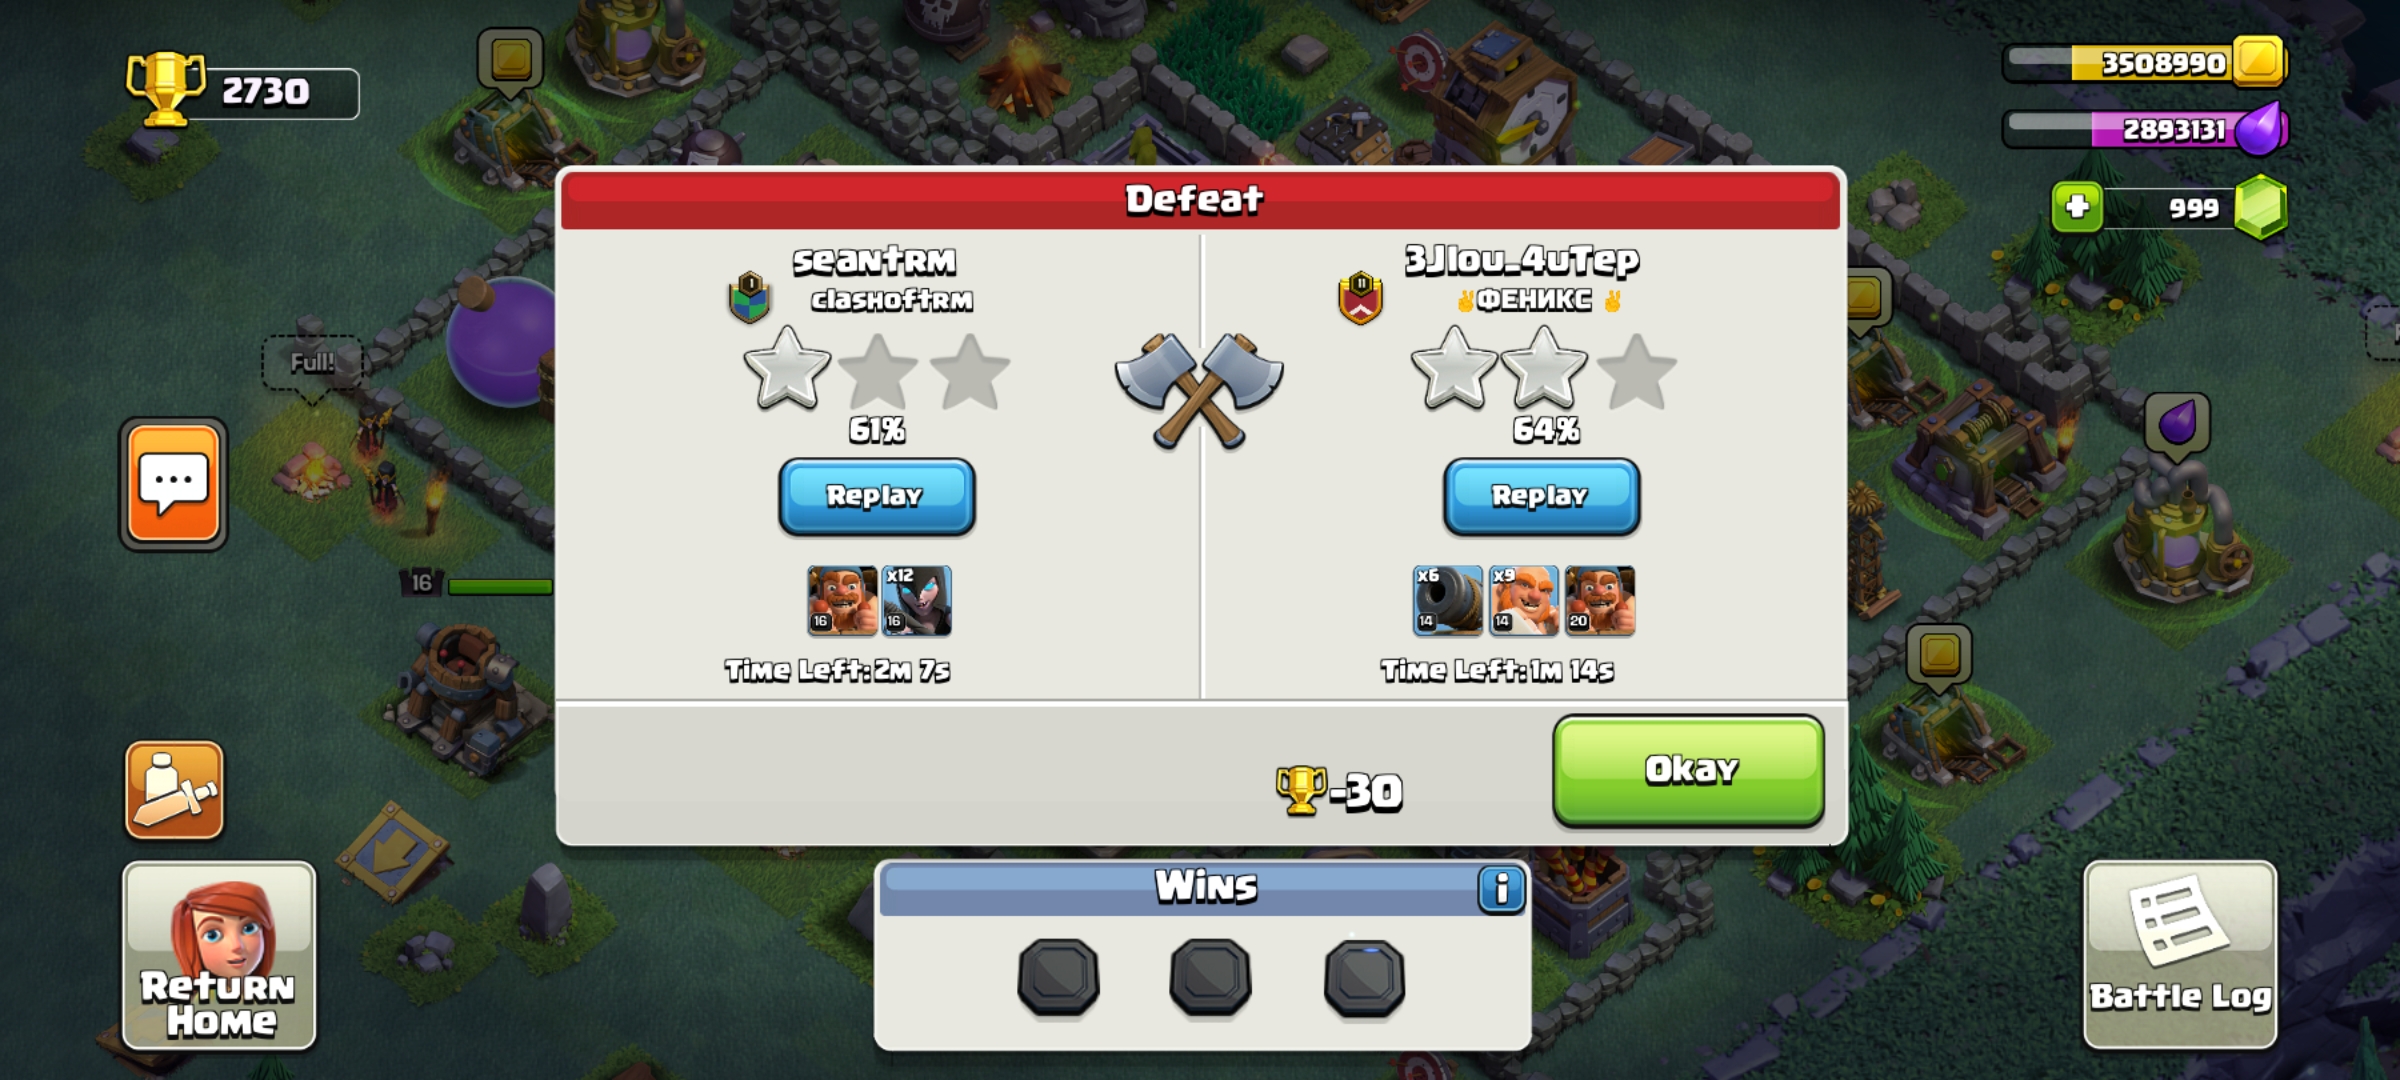 2730
3508990
2893131
999
Full!
16
Defeat
seantrm
clashoftrm
61%
Replay
16
x12
16
Time Left: 2m 7s
3Jlou_4uTep
✌ФЕНИКС ✌
64%
Replay
x6
14
x9
14
20
Time Left: 1m 14s
-30
Okay
Wins
i
Return
Home
Battle Log